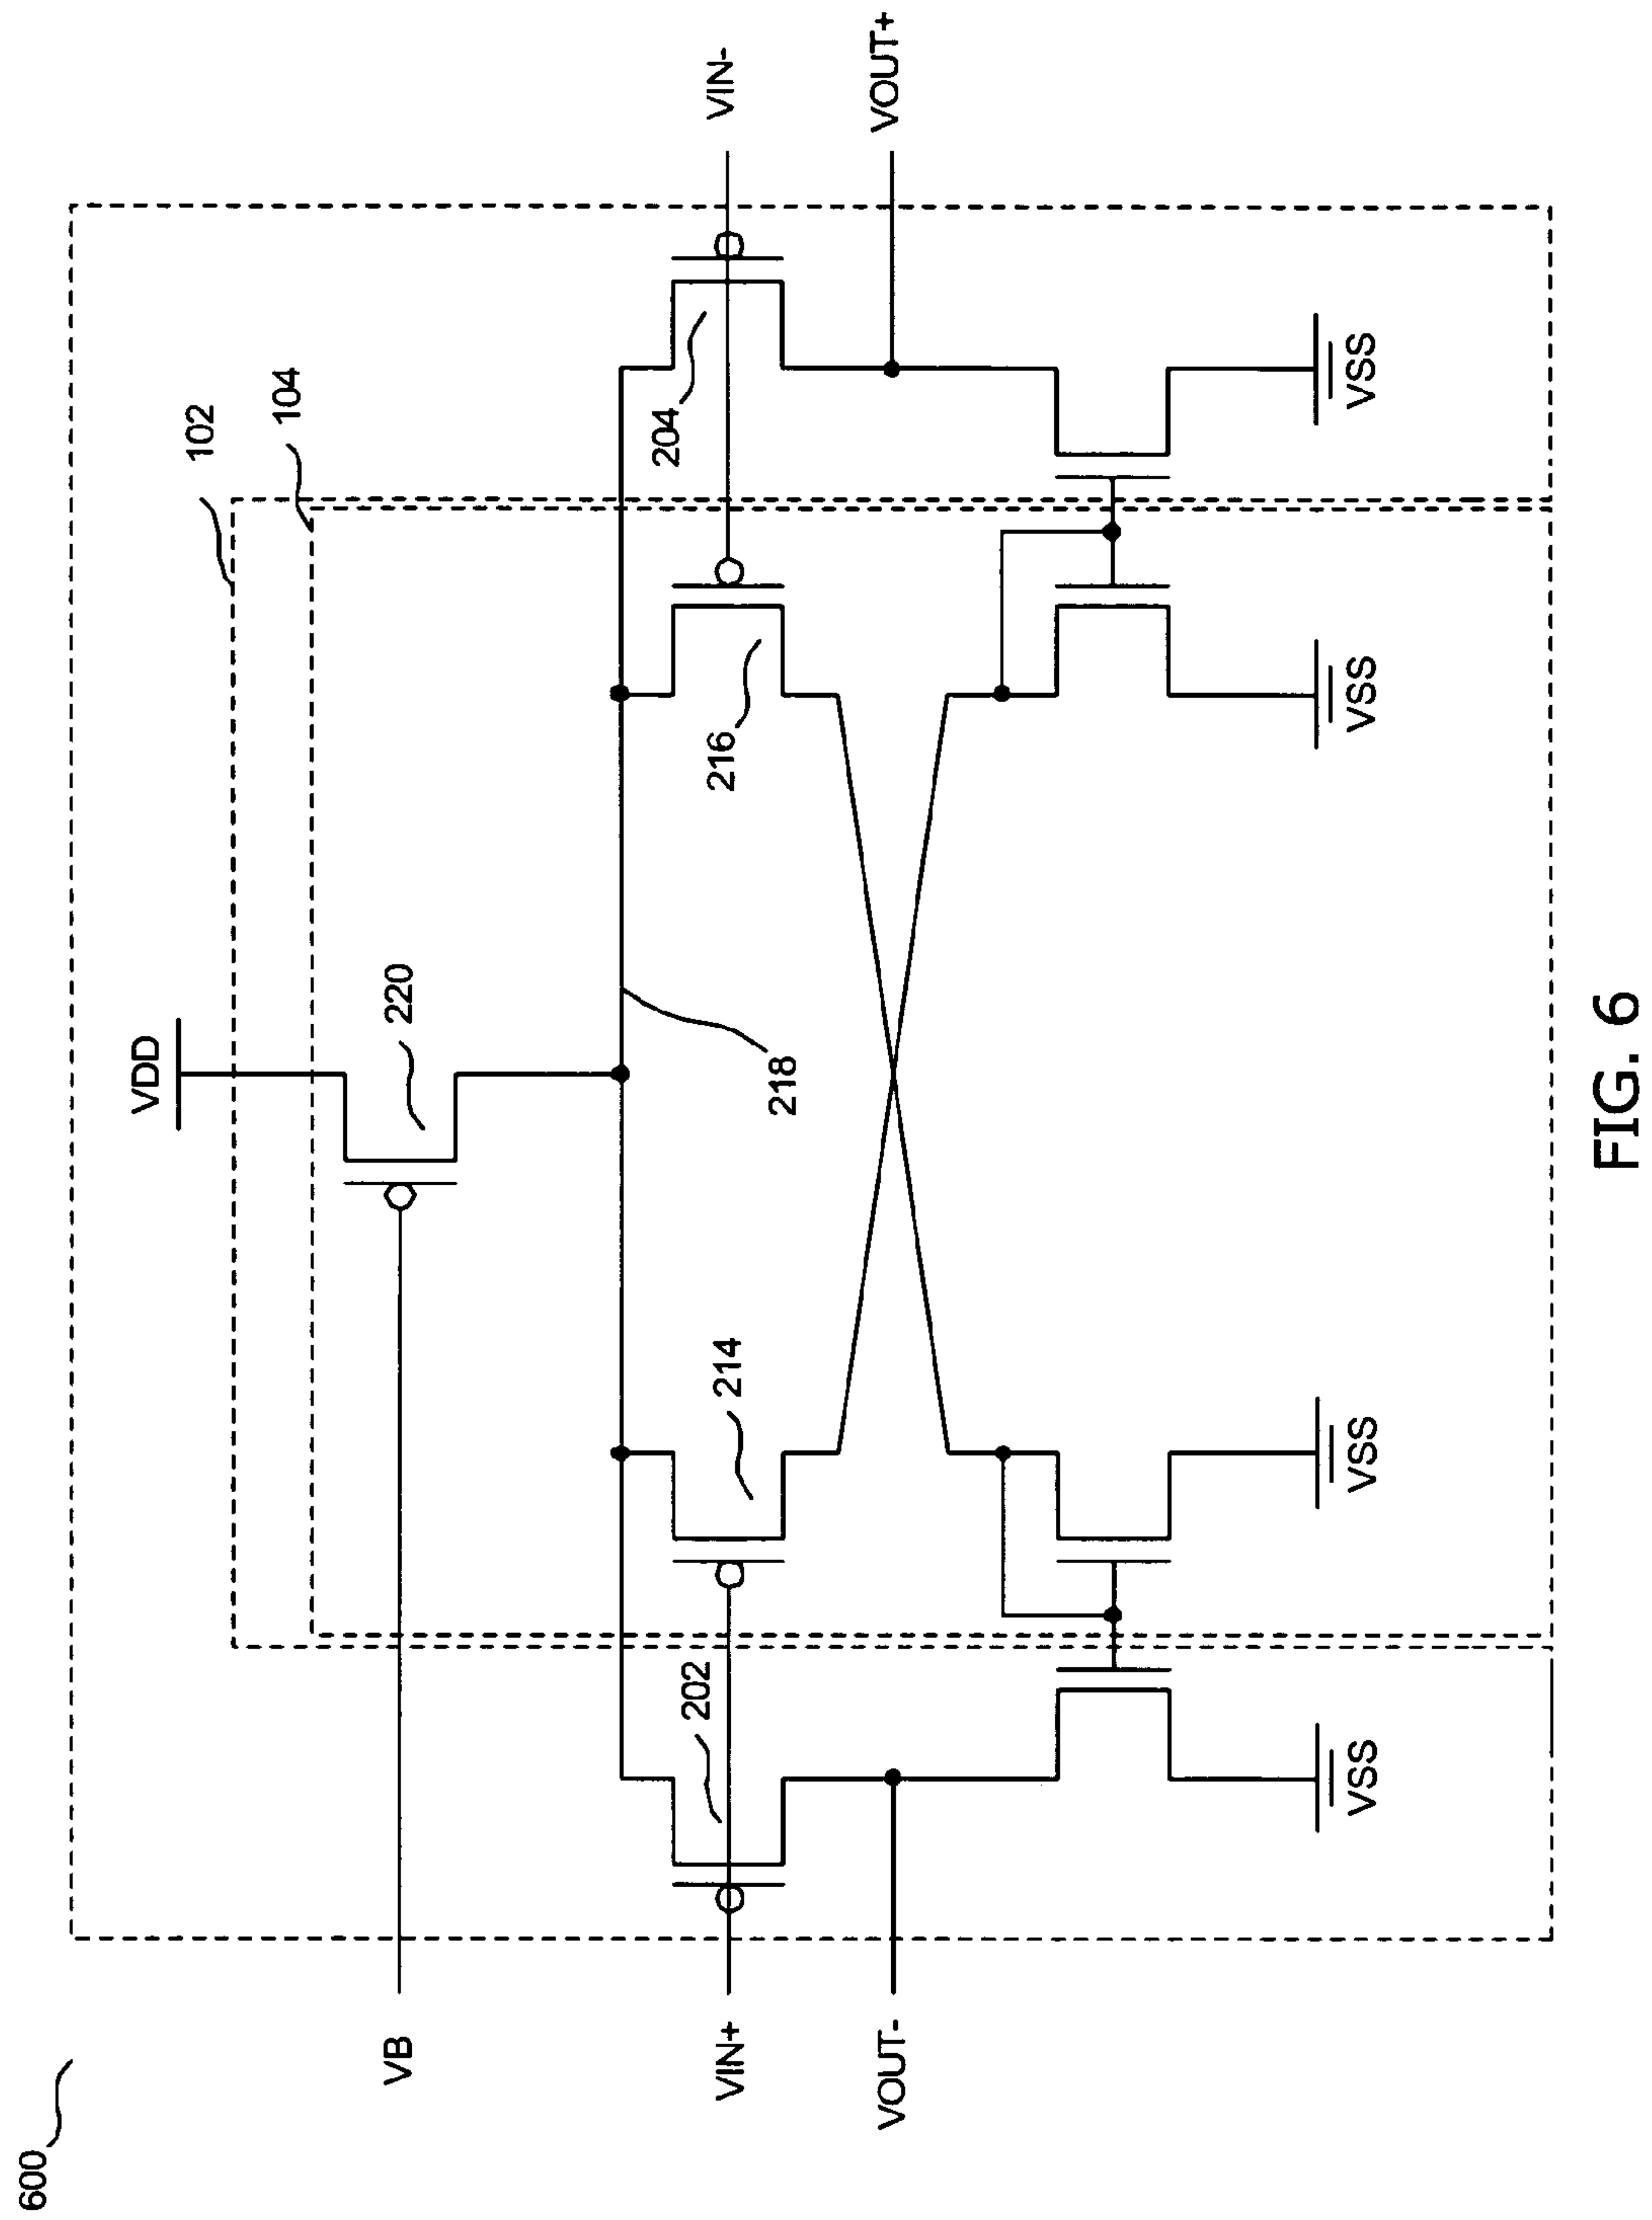 600
102
104
VDD
220
VB
218
VIN+
VIN-
202
214
216
204
VOUT-
VOUT+
VSS
VSS
VSS
VSS
FIG. 6